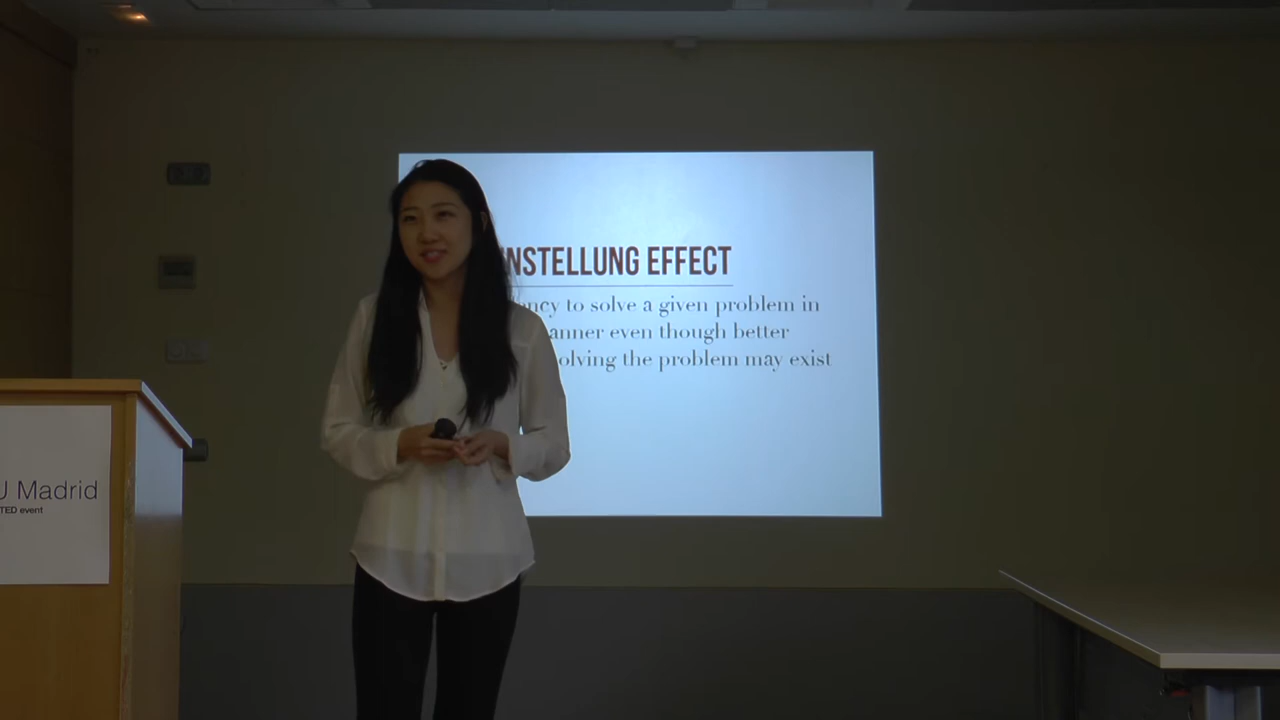 INSTELLUNG EFFECT
ency to solve a given problem in
anner even though better
olving the problem may exist
U Madrid
TED event